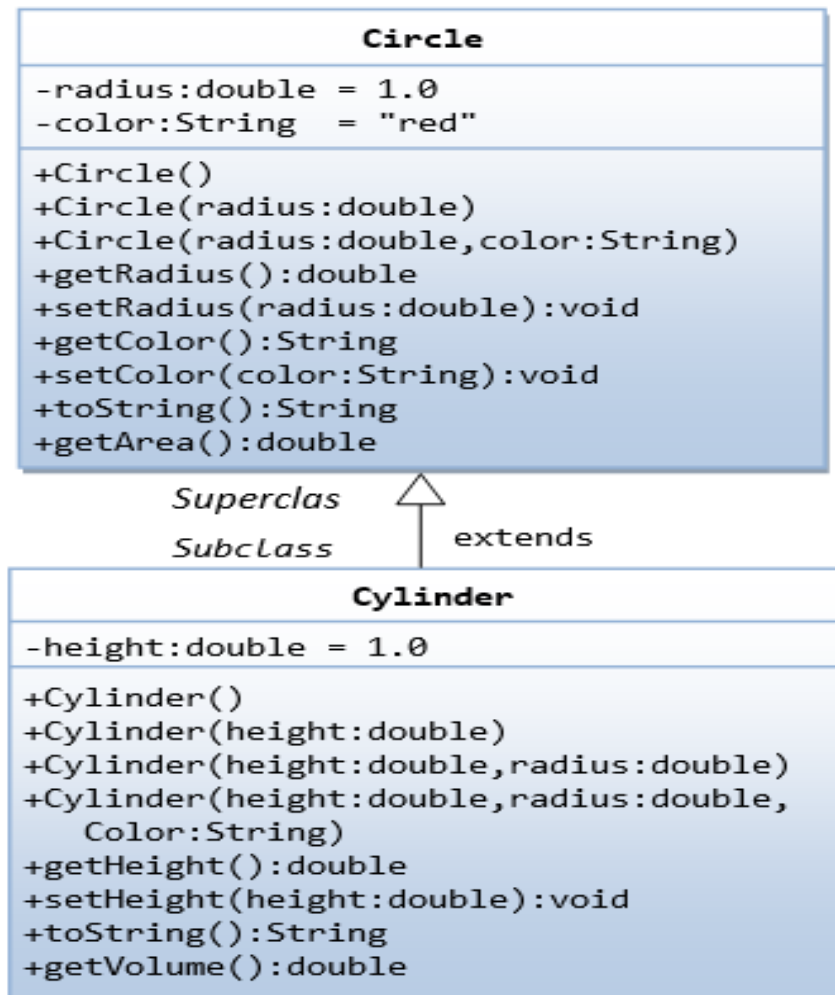 Circle
-radius:double = 1.0
-color:String  = "red"
+Circle()
+Circle(radius:double)
+Circle(radius:double,color:String)
+getRadius():double
+setRadius(radius:double):void
+getColor():String
+setColor(color:String):void
+toString():String
+getArea():double
Superclas
Subclass
extends
Cylinder
-height:double = 1.0
+Cylinder()
+Cylinder(height:double)
+Cylinder(height:double,radius:double)
+Cylinder(height:double,radius:double,
Color:String)
+getHeight():double
+setHeight(height:double):void
+toString():String
+getVolume():double